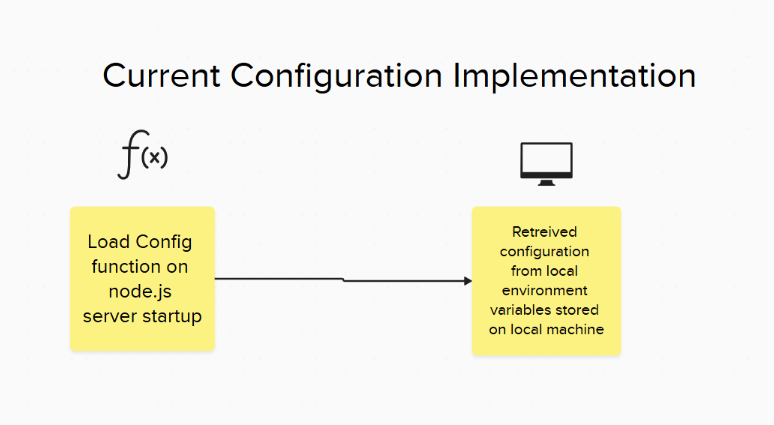 Current Configuration Implementation
f(x)
Load Config
function on
node.js
server startup
Retreived
configuration
from local
environment
variables stored
on local machine